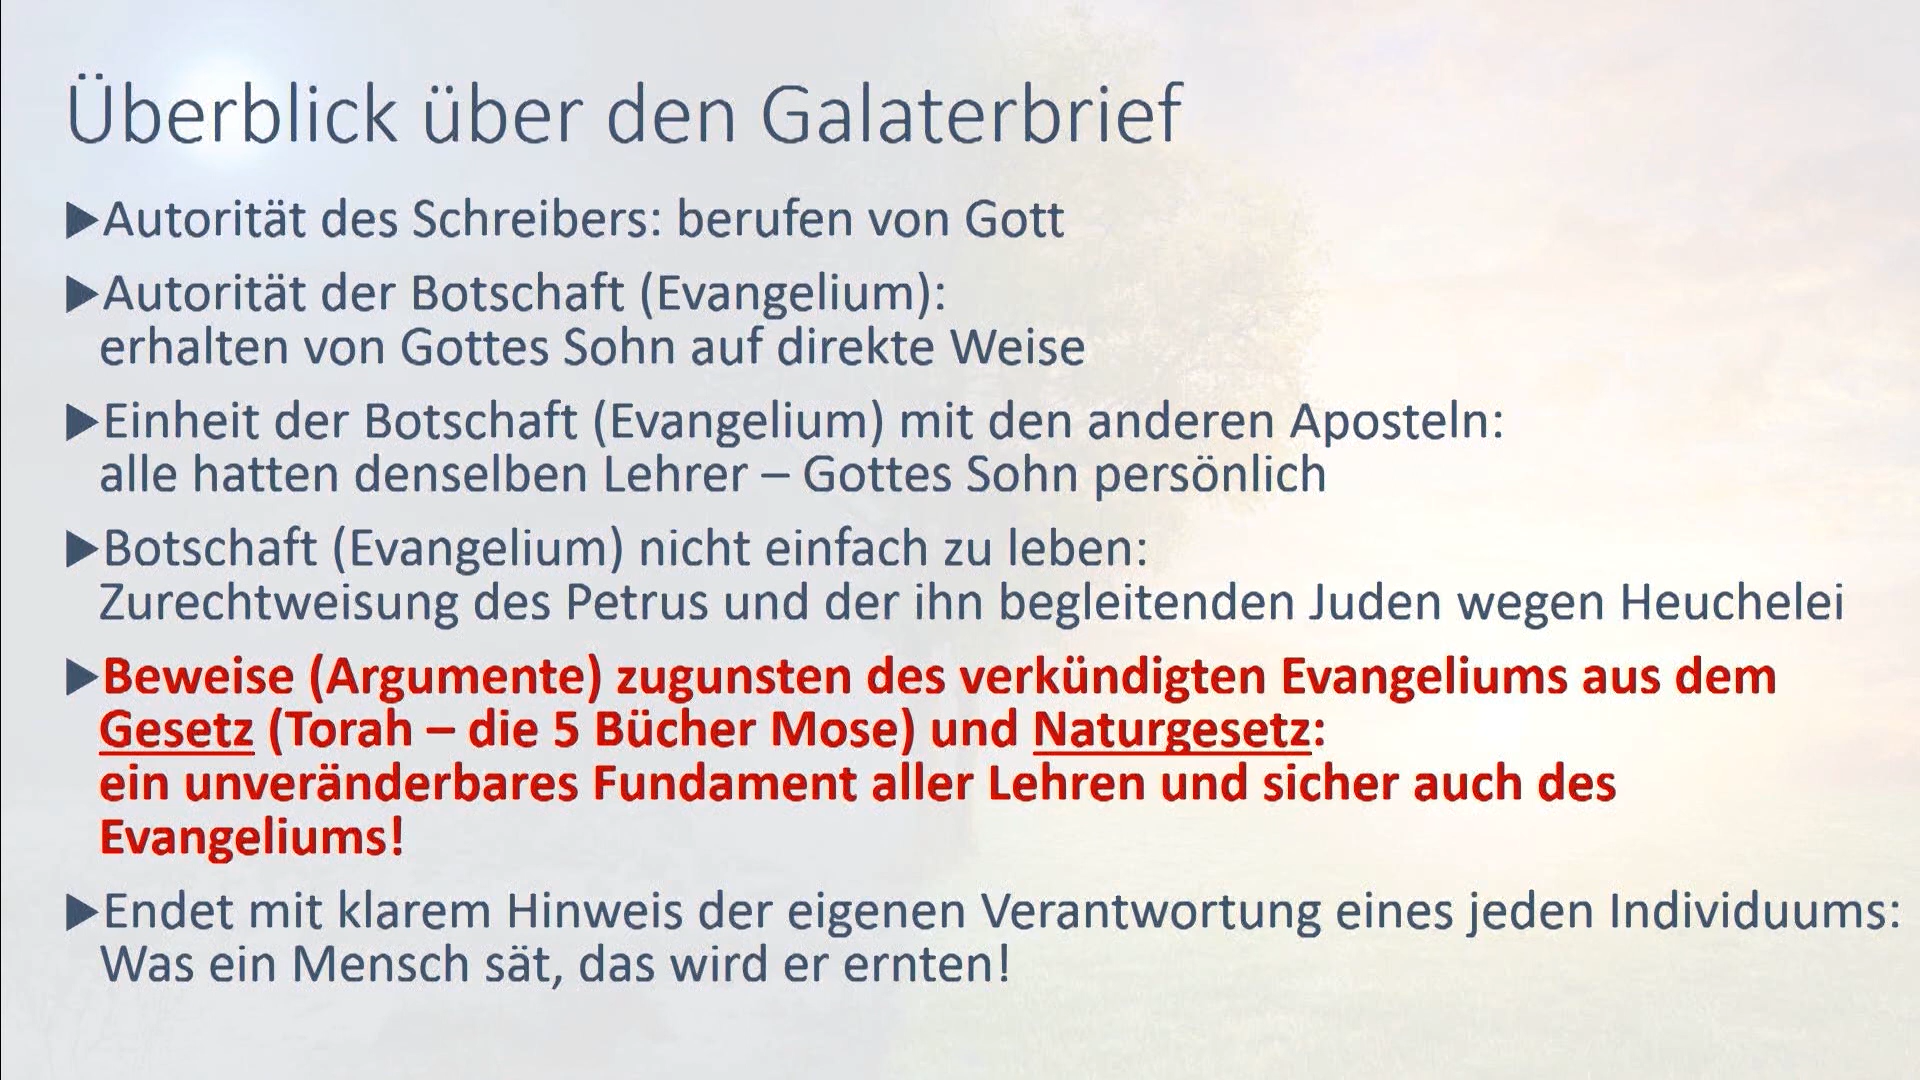 Überblick über den Galaterbrief
▶Autorität des Schreibers: berufen von Gott
▶Autorität der Botschaft (Evangelium):
erhalten von Gottes Sohn auf direkte Weise
▶Einheit der Botschaft (Evangelium) mit den anderen Aposteln:
alle hatten denselben Lehrer – Gottes Sohn persönlich
▶Botschaft (Evangelium) nicht einfach zu leben:
Zurechtweisung des Petrus und der ihn begleitenden Juden wegen Heuchelei
▶Beweise (Argumente) zugunsten des verkündigten Evangeliums aus dem
Gesetz (Torah – die 5 Bücher Mose) und Naturgesetz:
ein unveränderbares Fundament aller Lehren und sicher auch des
Evangeliums!
▶Endet mit klarem Hinweis der eigenen Verantwortung eines jeden Individuums:
Was ein Mensch sät, das wird er ernten!